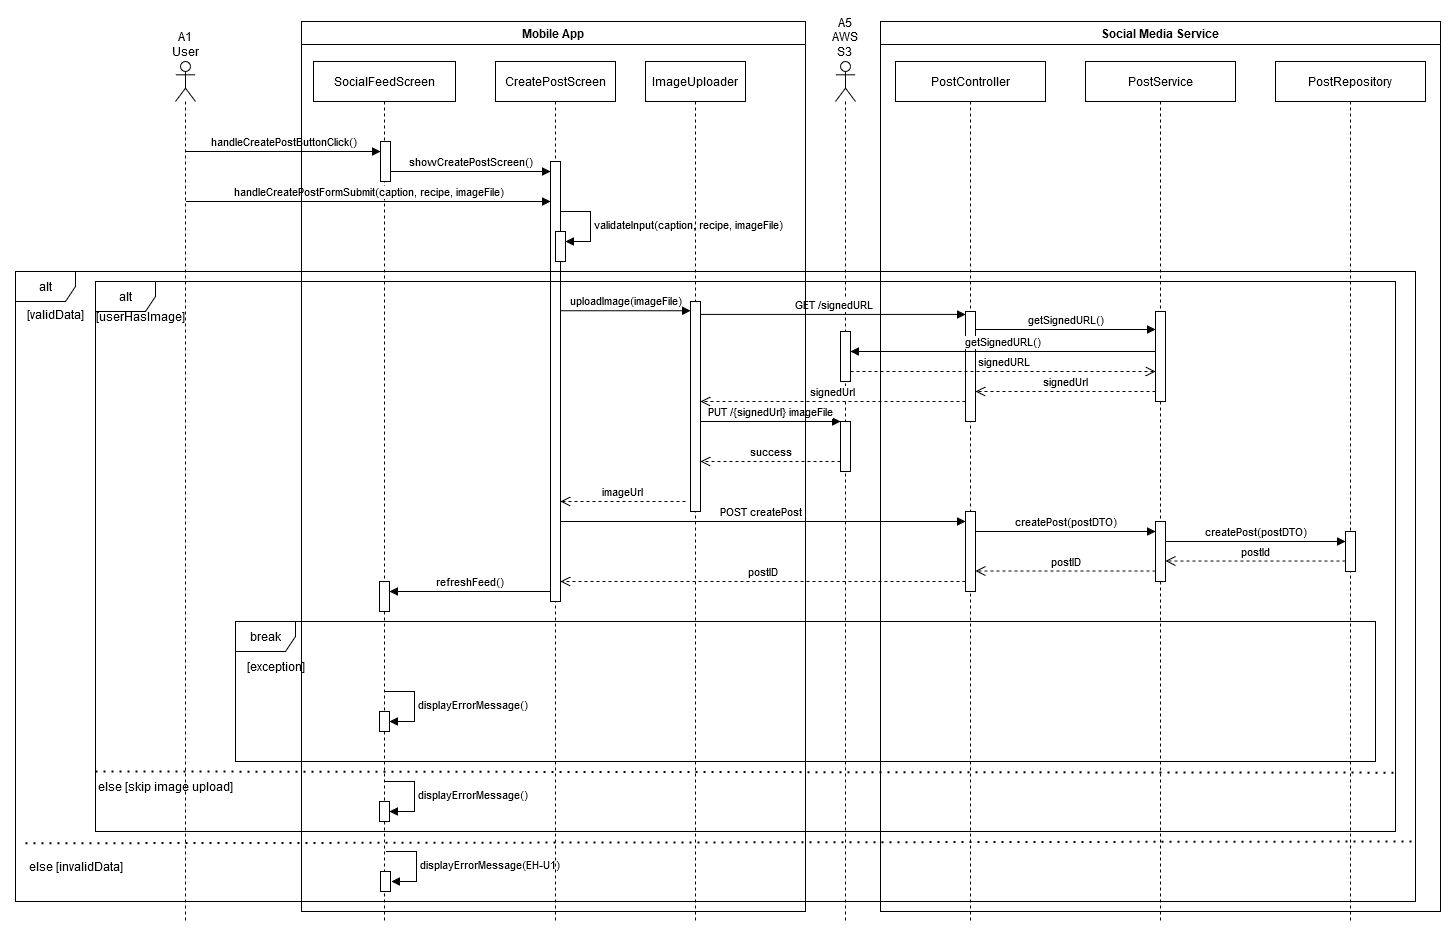 A1
User
Mobile App
A5
AWS
S3
Social Media Service
SocialFeedScreen
CreatePostScreen
ImageUploader
PostController
PostService
PostRepository
handleCreatePostButtonClick()
showCreatePostScreen()
handleCreatePostFormSubmit(caption, recipe, imageFile)
validateInput(caption, recipe, imageFile)
alt
[validData]
alt
[userHasImage]
uploadImage(imageFile)
GET /signedURL
getSignedURL()
getSignedURL()
signedURL
signedUrl
signedUrl
PUT /{signedUrl} imageFile
success
imageUrl
POST createPost
createPost(postDTO)
createPost(postDTO)
postId
postID
postID
refreshFeed()
break
[exception]
displayErrorMessage()
else [skip image upload]
displayErrorMessage()
else [invalidData]
displayErrorMessage(EH-U1)